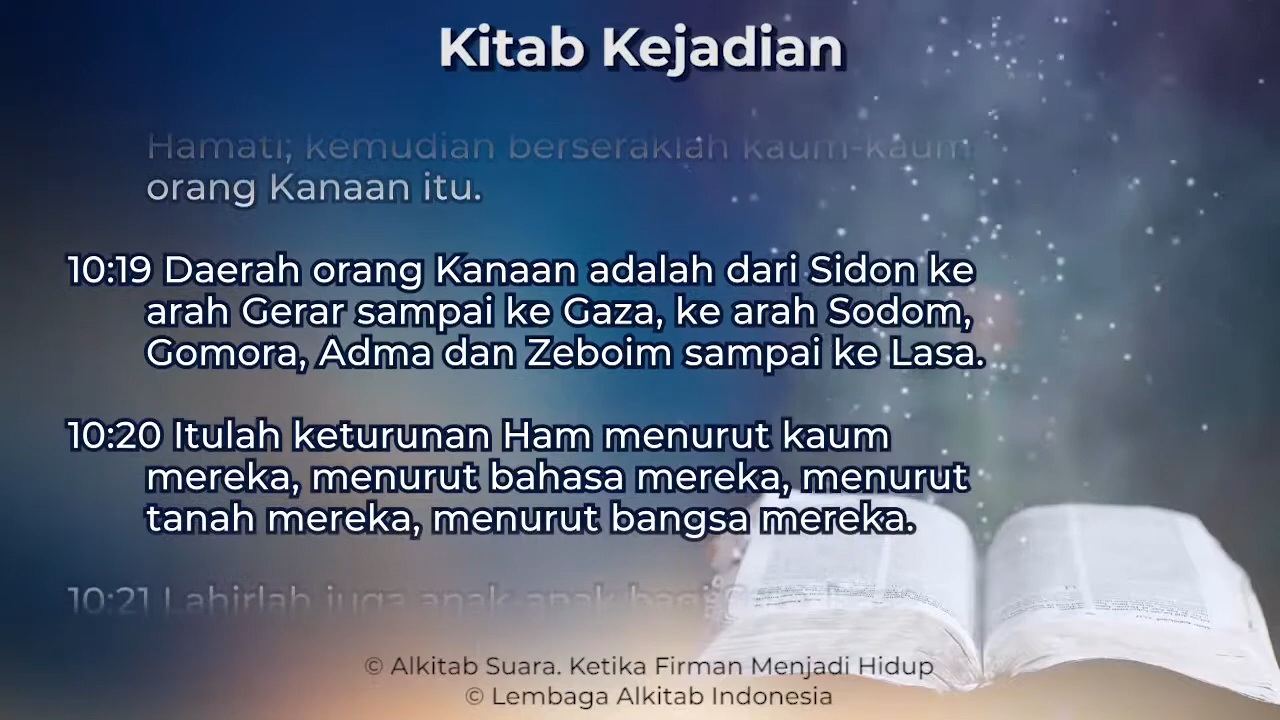 Kitab Kejadian
Hamati; kemudian berseraklah kaum-kaum
orang Kanaan itu.
10:19 Daerah orang Kanaan adalah dari Sidon ke
arah Gerar sampai ke Gaza, ke arah Sodom,
Gomora, Adma dan Zeboim sampai ke Lasa.
10:20 Itulah keturunan Ham menurut kaum
mereka, menurut bahasa mereka, menurut
tanah mereka, menurut bangsa mereka.
10:21 Lahirlah juga anak-anak bagi
© Alkitab Suara. Ketika Firman Menjadi Hidup
© Lembaga Alkitab Indonesia